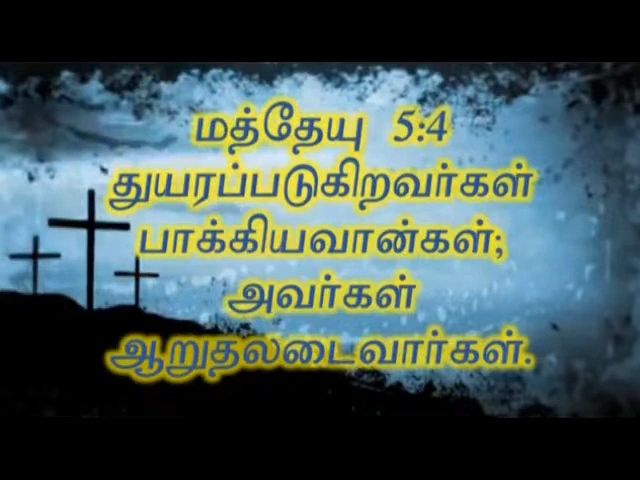 மத்தேயு 5:4
துயரப்படுகிறவர்கள்
பாக்கியவான்கள்;
அவர்கள்
ஆறுதலடைவார்கள்.